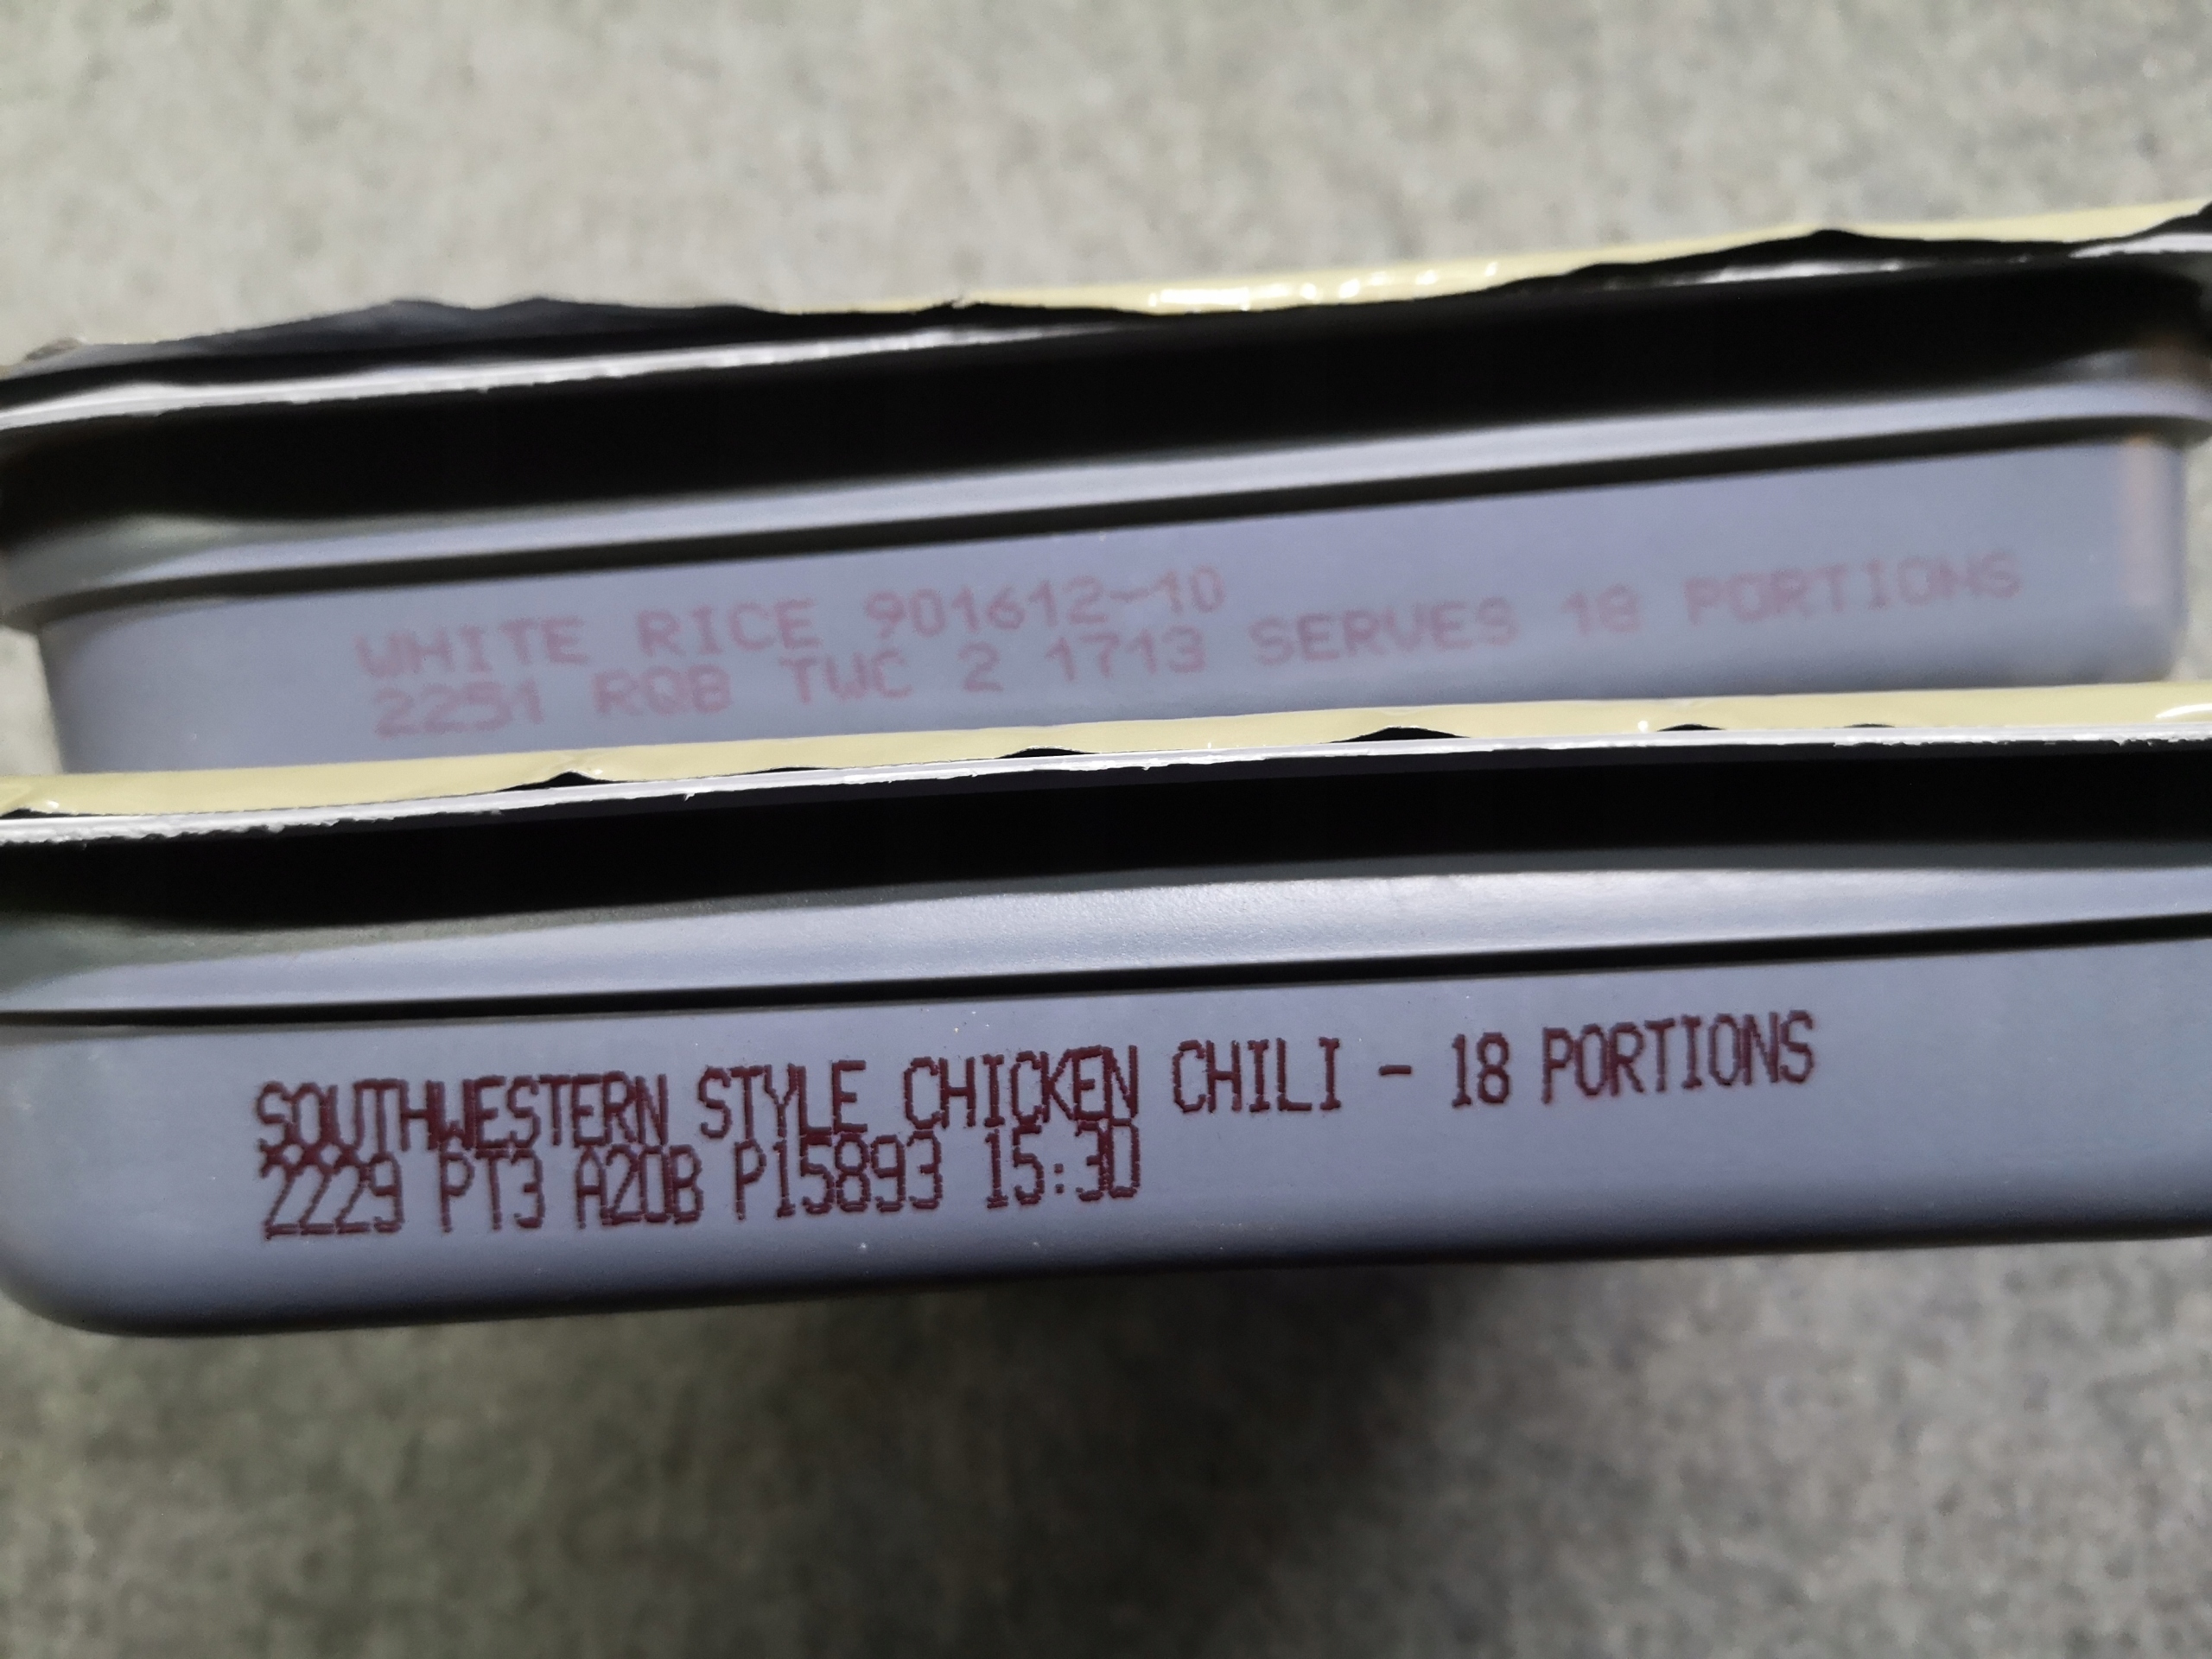 WHITE RICE 901612-10
2251 RQB TWC 2 1713 SERVES 18 PORTIONS
SOUTHWESTERN STYLE CHICKEN CHILI - 18 PORTIONS
2229 PT3 A20B P15893 15:30